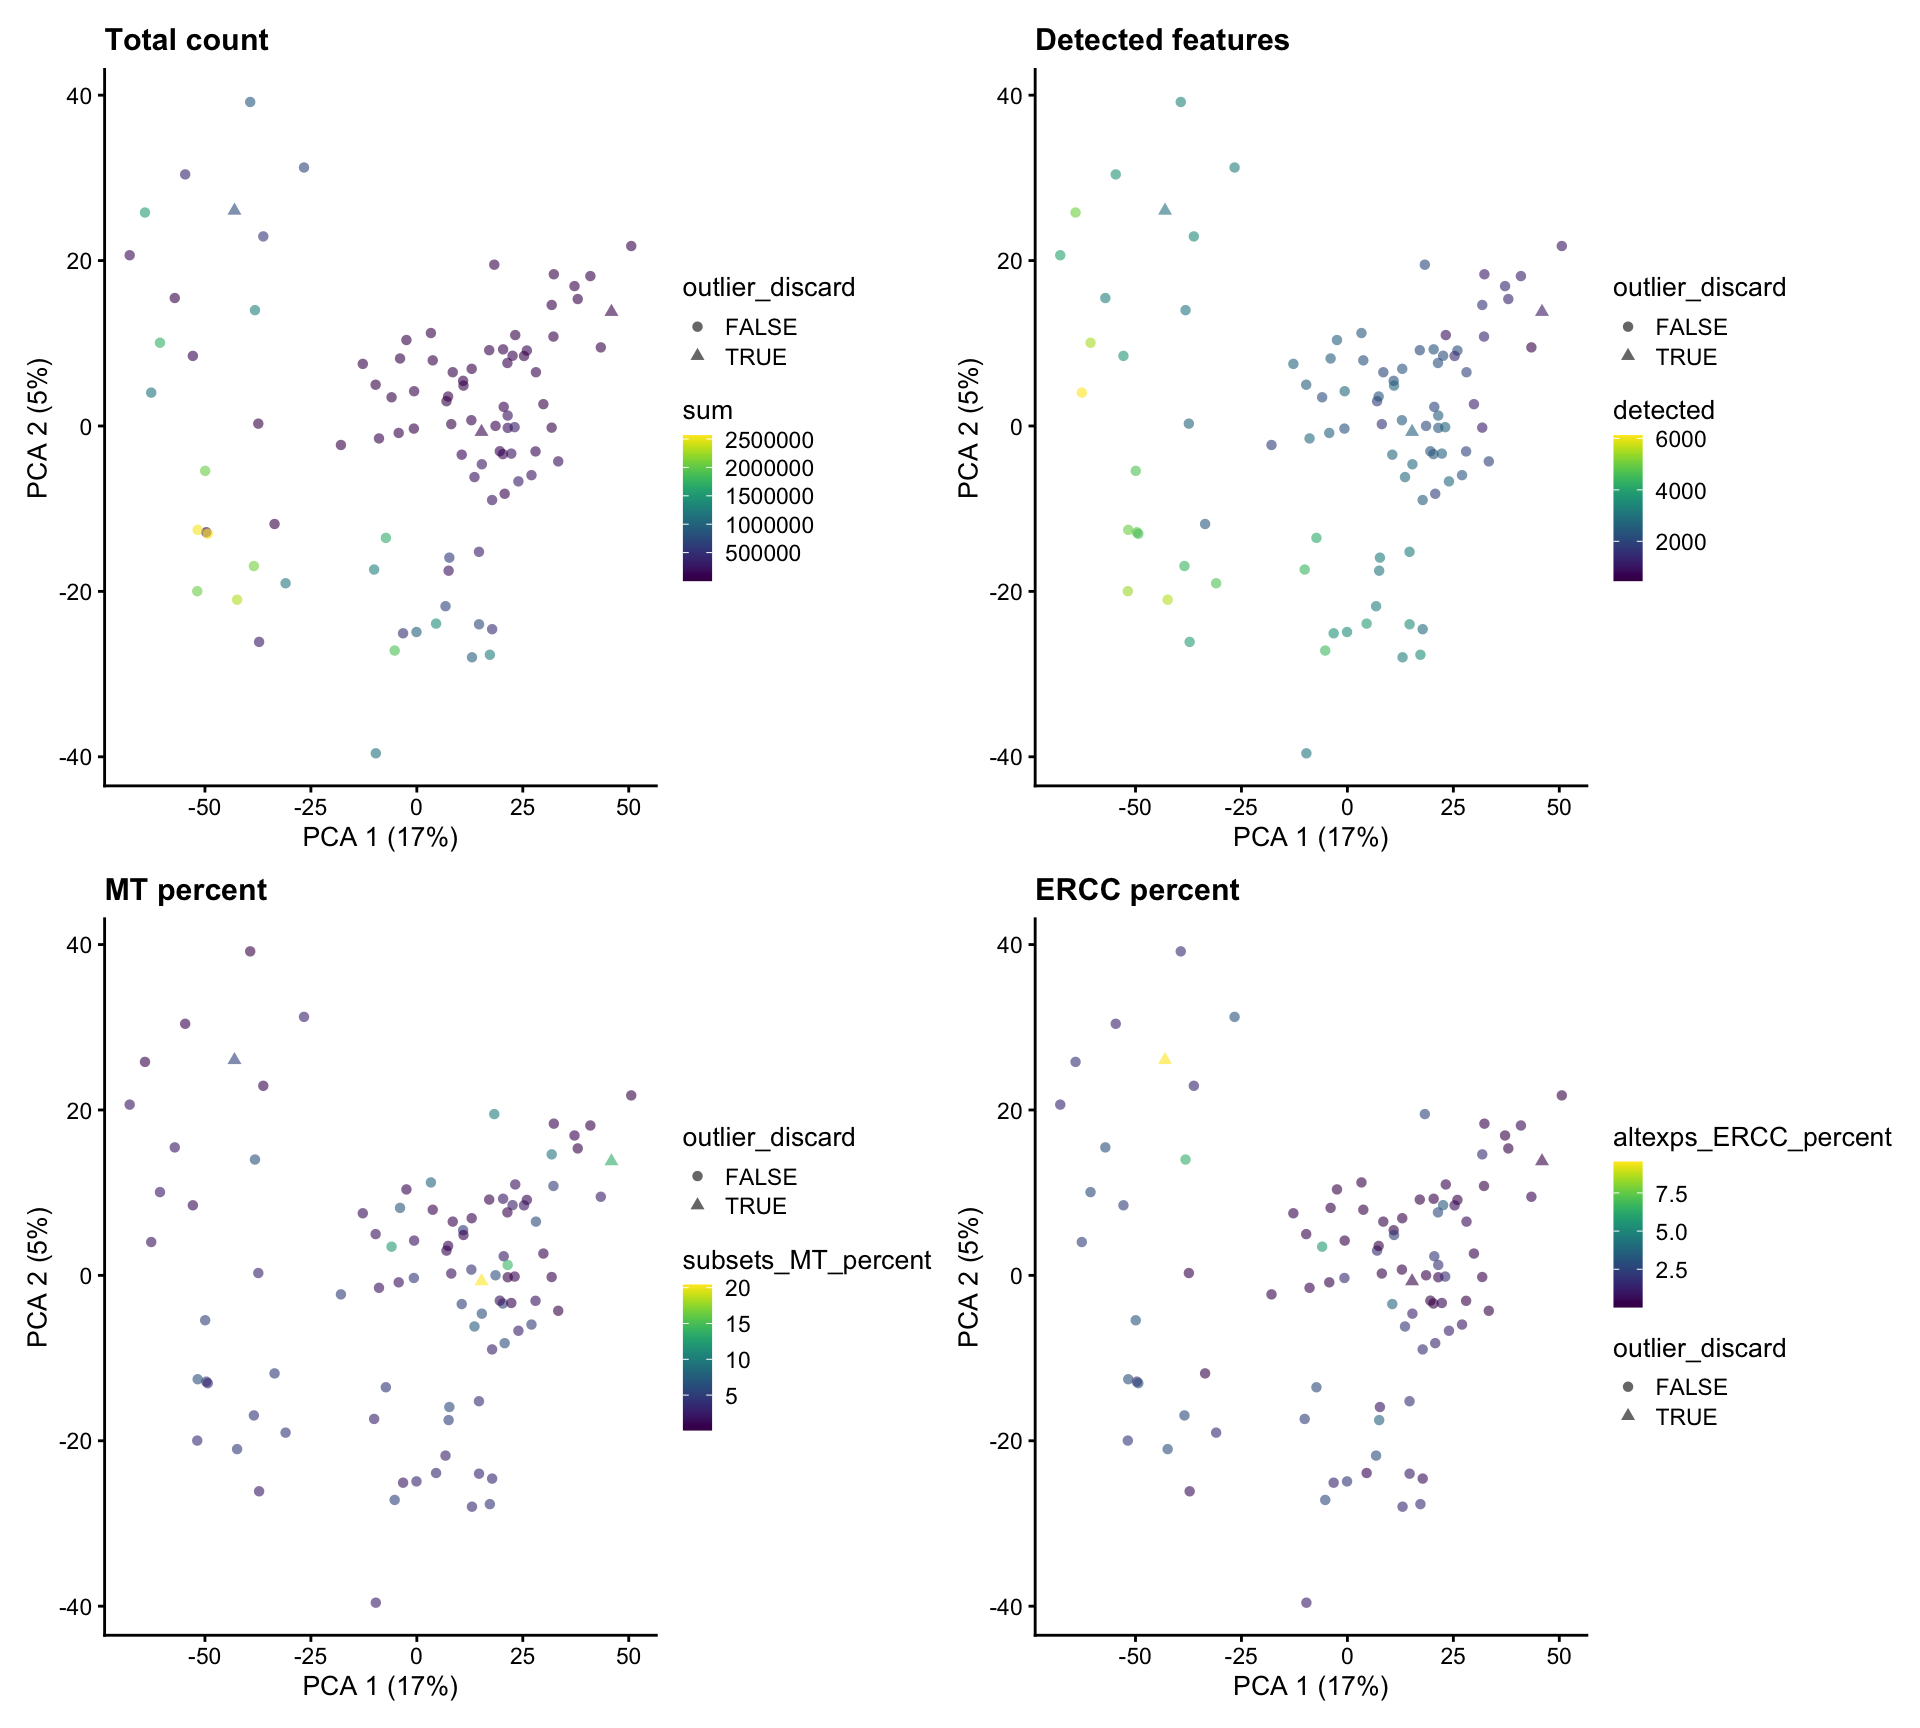 Total count
40
20
0
-20
-40
PCA 2 (5%)
-50 -25 0 25 50
PCA 1 (17%)
outlier_discard
FALSE
TRUE
sum
2500000
2000000
1500000
1000000
500000
Detected features
40
20
0
-20
-40
PCA 2 (5%)
-50 -25 0 25 50
PCA 1 (17%)
outlier_discard
FALSE
TRUE
detected
6000
4000
2000
MT percent
40
20
0
-20
-40
PCA 2 (5%)
-50 -25 0 25 50
PCA 1 (17%)
outlier_discard
FALSE
TRUE
subsets_MT_percent
20
15
10
5
ERCC percent
40
20
0
-20
-40
PCA 2 (5%)
-50 -25 0 25 50
PCA 1 (17%)
altexps_ERCC_percent
7.5
5.0
2.5
outlier_discard
FALSE
TRUE